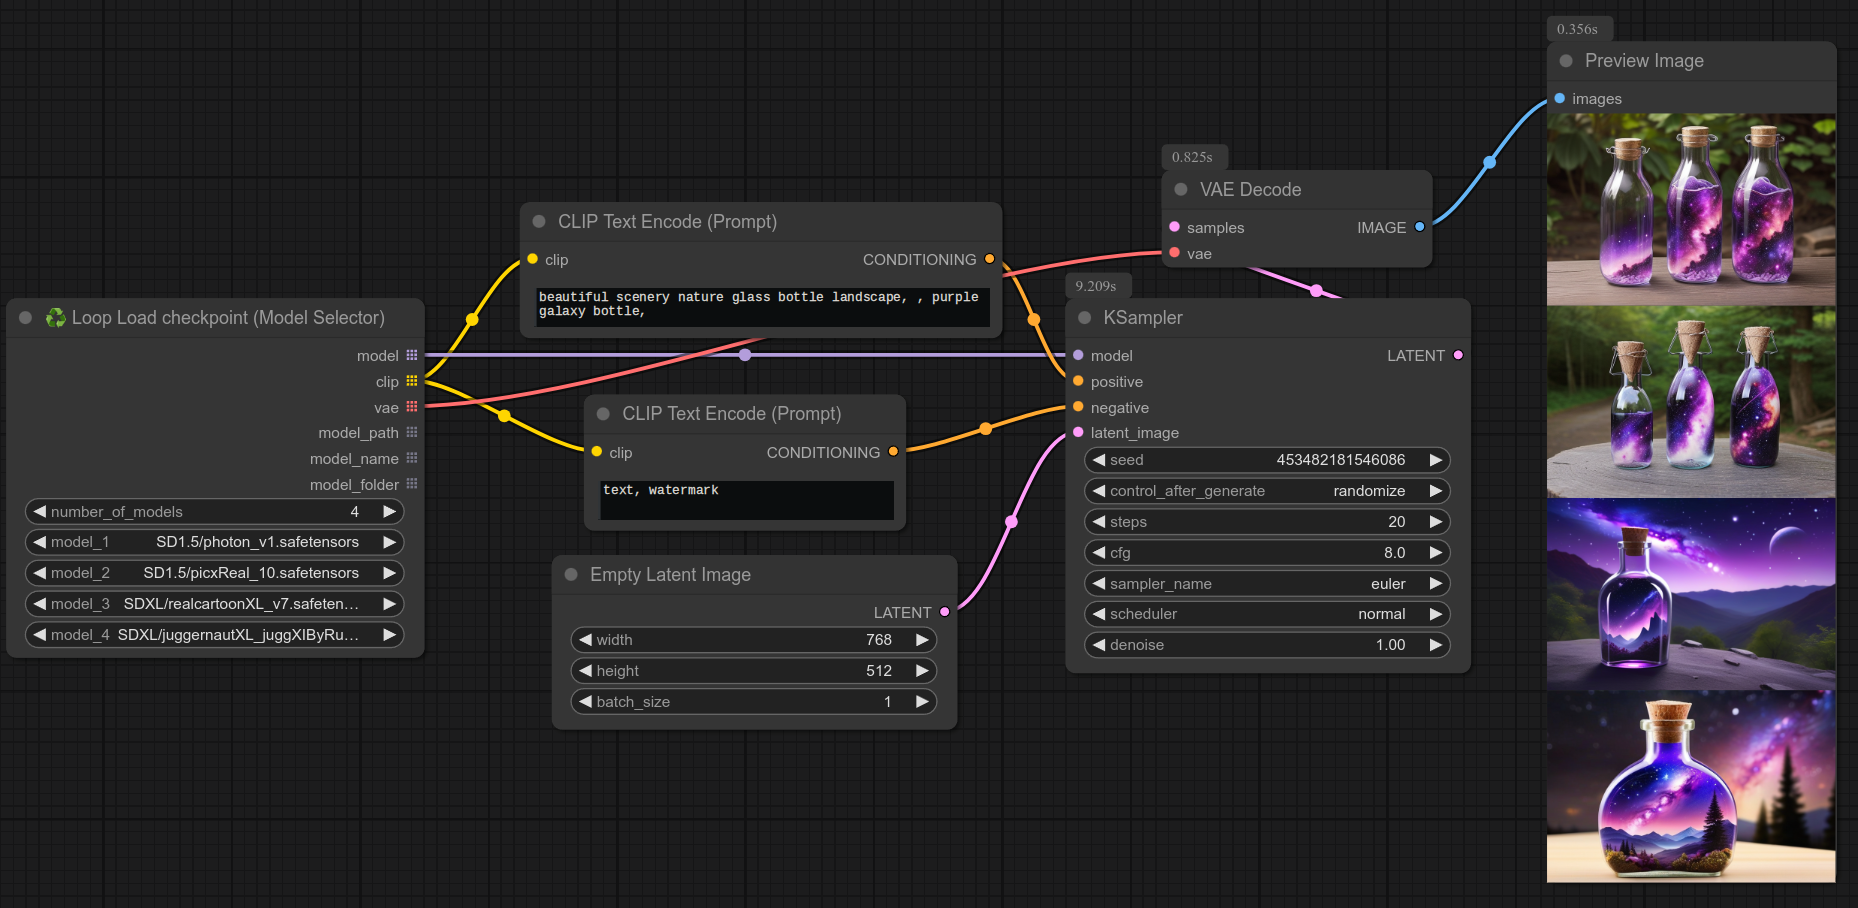 0.356s
Preview Image
images
0.825s
VAE Decode
samples
IMAGE
vae
CLIP Text Encode (Prompt)
clip
CONDITIONING
beautiful scenery nature glass bottle landscape, , purple
galaxy bottle,
9.209s
KSampler
model
LATENT
positive
negative
latent_image
seed 453482181546086
control_after_generate randomize
steps 20
cfg 8.0
sampler_name euler
scheduler normal
denoise 1.00
♻️ Loop Load checkpoint (Model Selector)
model
clip
vae
model_path
model_name
model_folder
number_of_models 4
model_1 SD1.5/photon_v1.safetensors
model_2 SD1.5/picxReal_10.safetensors
model_3 SDXL/realcartoonXL_v7.safeten…
model_4 SDXL/juggernautXL_juggXIByRu…
CLIP Text Encode (Prompt)
clip
CONDITIONING
text, watermark
Empty Latent Image
LATENT
width 768
height 512
batch_size 1